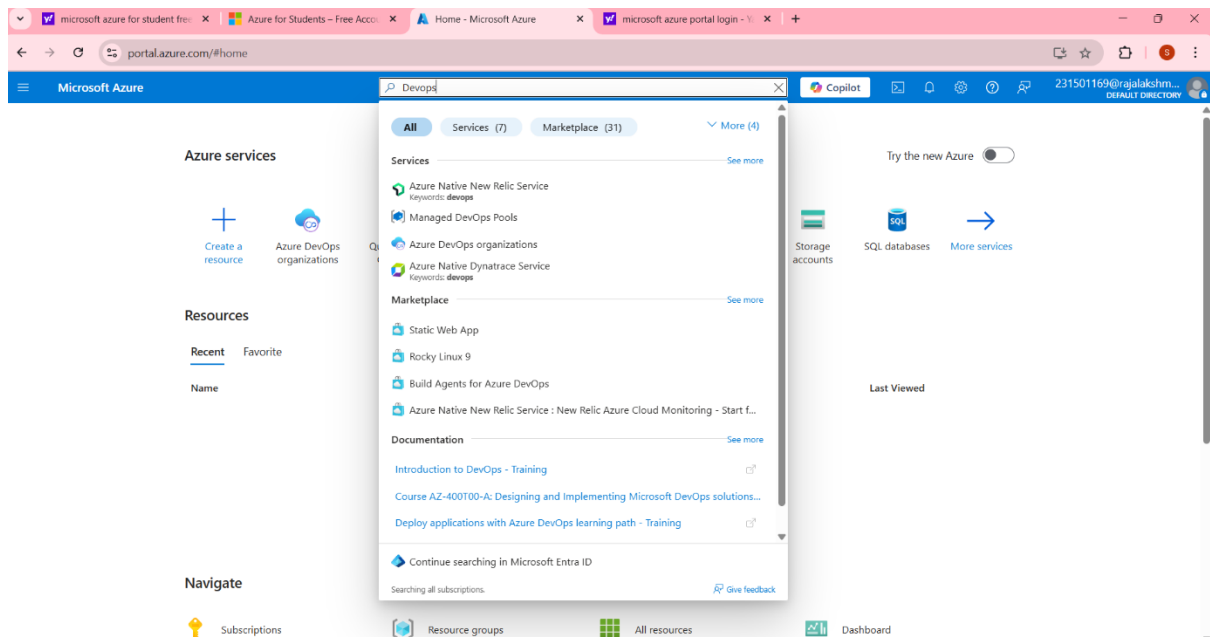 microsoft azure for student free
Azure for Students – Free Accou
Home - Microsoft Azure
microsoft azure portal login - Y
portal.azure.com/#home
S
Microsoft Azure
Devops
Copilot
231501169@rajalakshm...
DEFAULT DIRECTORY
All
Services (7)
Marketplace (31)
More (4)
Azure services
Try the new Azure
Services
See more
Azure Native New Relic Service
Keywords: devops
Managed DevOps Pools
Azure DevOps organizations
Azure Native Dynatrace Service
Keywords: devops
Create a
resource
Azure DevOps
organizations
Storage
accounts
SQL
SQL databases
More services
Marketplace
See more
Static Web App
Rocky Linux 9
Build Agents for Azure DevOps
Azure Native New Relic Service : New Relic Azure Cloud Monitoring - Start f...
Resources
Recent
Favorite
Name
Last Viewed
Documentation
See more
Introduction to DevOps - Training
Course AZ-400T00-A: Designing and Implementing Microsoft DevOps solutions...
Deploy applications with Azure DevOps learning path - Training
Continue searching in Microsoft Entra ID
Searching all subscriptions.
Give feedback
Navigate
Subscriptions
Resource groups
All resources
Dashboard